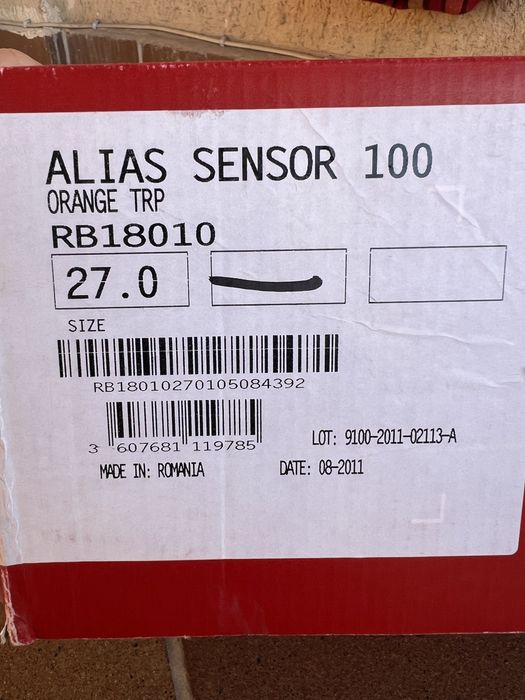 ALIAS SENSOR 100
ORANGE TRP
RB18010
27.0
SIZE
RB18010270105084392
3 607681 119785
LOT: 9100-2011-02113-A
MADE IN: ROMANIA DATE: 08-2011